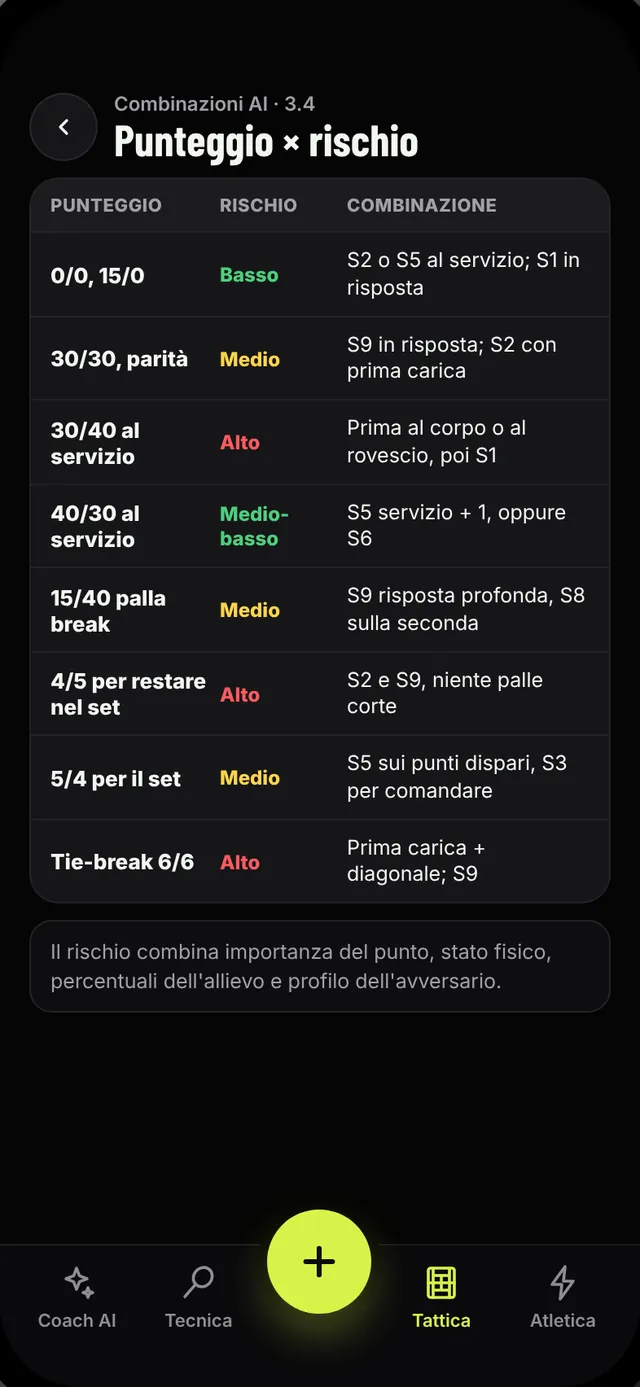 Combinazioni AI · 3.4
Punteggio × rischio
PUNTEGGIO RISCHIO COMBINAZIONE
0/0, 15/0 Basso S2 o S5 al servizio; S1 in
risposta
30/30, parità Medio S9 in risposta; S2 con
prima carica
30/40 al
servizio
Alto
Prima al corpo o al
rovescio, poi S1
40/30 al
servizio
Medio-
basso
S5 servizio + 1, oppure
S6
15/40 palla
break
Medio
S9 risposta profonda, S8
sulla seconda
4/5 per restare
nel set
Alto
S2 e S9, niente palle
corte
5/4 per il set Medio S5 sui punti dispari, S3
per comandare
Tie-break 6/6 Alto Prima carica +
diagonale; S9
Il rischio combina importanza del punto, stato fisico,
percentuali dell'allievo e profilo dell'avversario.
Coach AI Tecnica Tattica Atletica